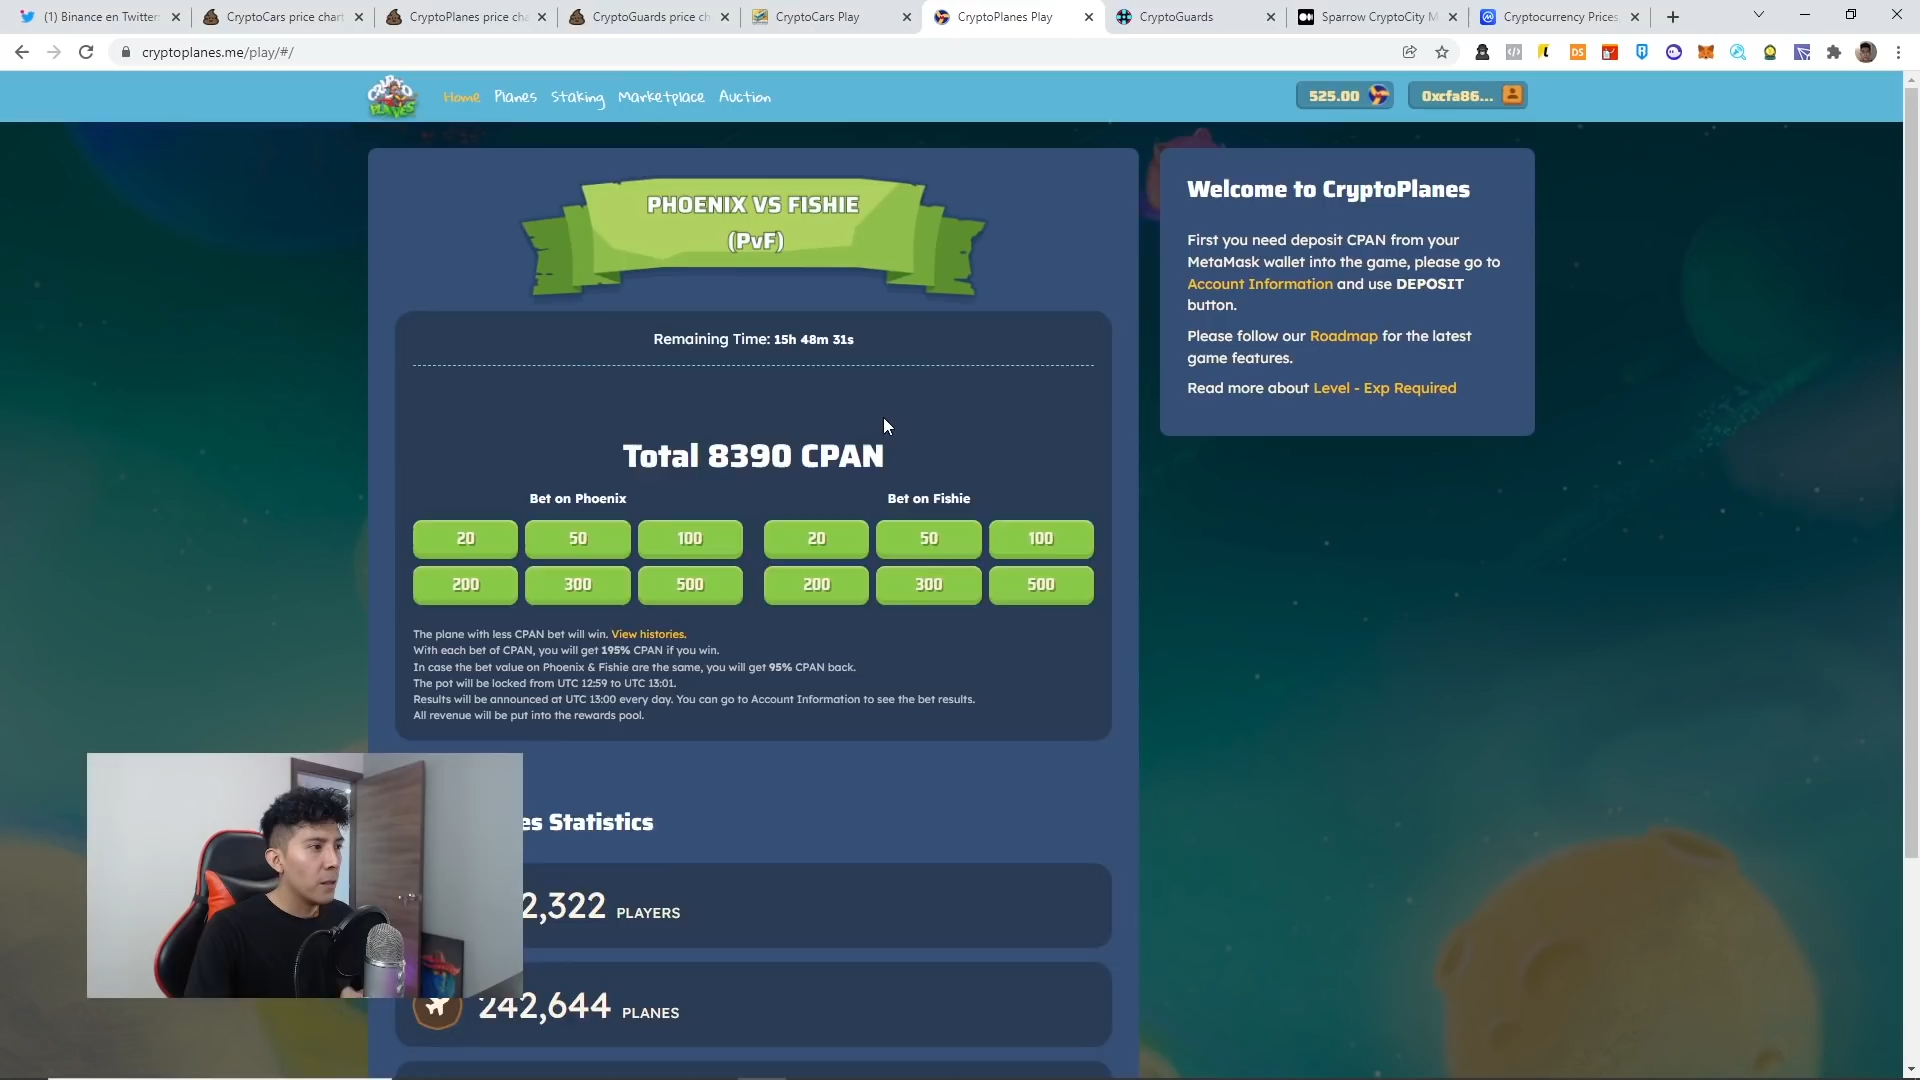 (1) Binance en Twitter:
CryptoCars price chart
CryptoPlanes price cha
CryptoGuards price ch
CryptoCars Play
CryptoPlanes Play
CryptoGuards
Sparrow CryptoCity M
Cryptocurrency Prices
cryptoplanes.me/play/#/
DS
CRYPTO PLANES
Home
Planes
Staking
Marketplace
Auction
525.00
0xcfa86...
PHOENIX VS FISHIE
(PvF)
Remaining Time: 15h 48m 31s
Total 8390 CPAN
Bet on Phoenix
Bet on Fishie
20 50 100 20 50 100
200 300 500 200 300 500
The plane with less CPAN bet will win. View histories.
With each bet of CPAN, you will get 195% CPAN if you win.
In case the bet value on Phoenix & Fishie are the same, you will get 95% CPAN back.
The pot will be locked from UTC 12:59 to UTC 13:01.
Results will be announced at UTC 13:00 every day. You can go to Account Information to see the bet results.
All revenue will be put into the rewards pool.
es Statistics
2,322 PLAYERS
242,644 PLANES
Welcome to CryptoPlanes
First you need deposit CPAN from your
MetaMask wallet into the game, please go to
Account Information and use DEPOSIT
button.
Please follow our Roadmap for the latest
game features.
Read more about Level - Exp Required